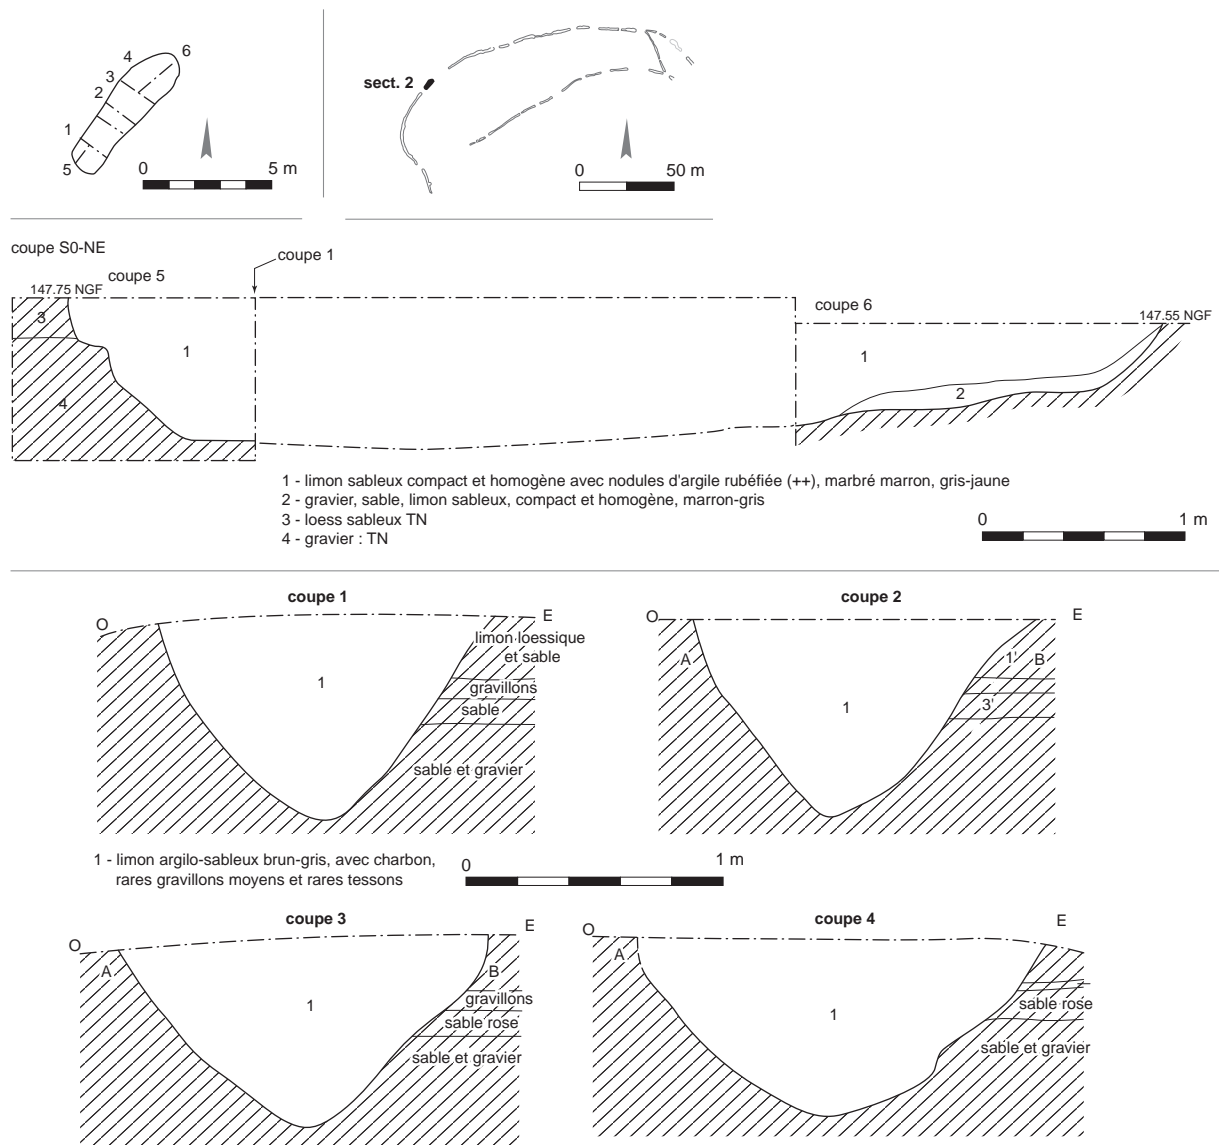 6
4
3
2
1
5
0 5 m
sect. 2
0 50 m
coupe S0-NE
coupe 1
coupe 5
147.75 NGF
coupe 6
147.55 NGF
3
1
1
4
2
1 - limon sableux compact et homogène avec nodules d'argile rubéfiée (++), marbré marron, gris-jaune
2 - gravier, sable, limon sableux, compact et homogène, marron-gris
3 - loess sableux TN
4 - gravier : TN
0 1 m
coupe 1
O E
limon loessique
et sable
1
gravillons
sable
sable et gravier
coupe 2
O E
A 1' B
1
3'
1 - limon argilo-sableux brun-gris, avec charbon,
rares gravillons moyens et rares tessons
0 1 m
coupe 3
O E
A B
1
gravillons
sable rose
sable et gravier
coupe 4
O E
A
1
sable rose
sable et gravier